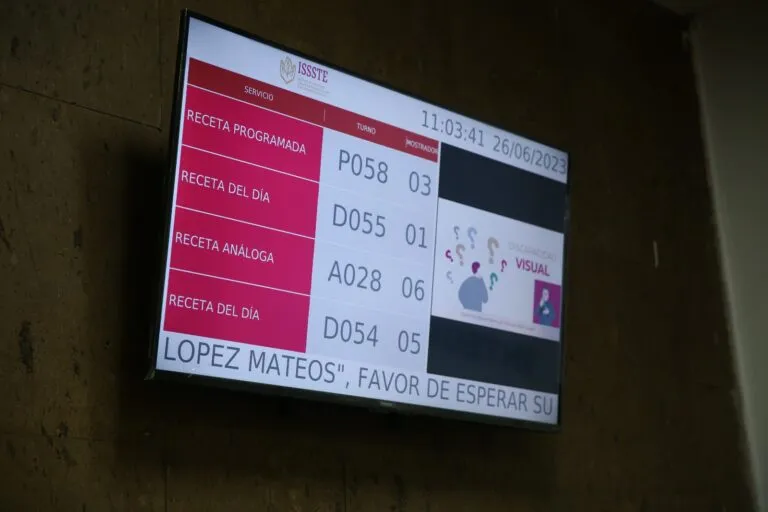 ISSSTE
11:03:41 26/06/2023
SERVICIO TURNO MOSTRADOR
RECETA PROGRAMADA P058 03
RECETA DEL DÍA D055 01
RECETA ANÁLOGA A028 06
RECETA DEL DÍA D054 05
DISCAPACIDAD
VISUAL
LOPEZ MATEOS", FAVOR DE ESPERAR SU